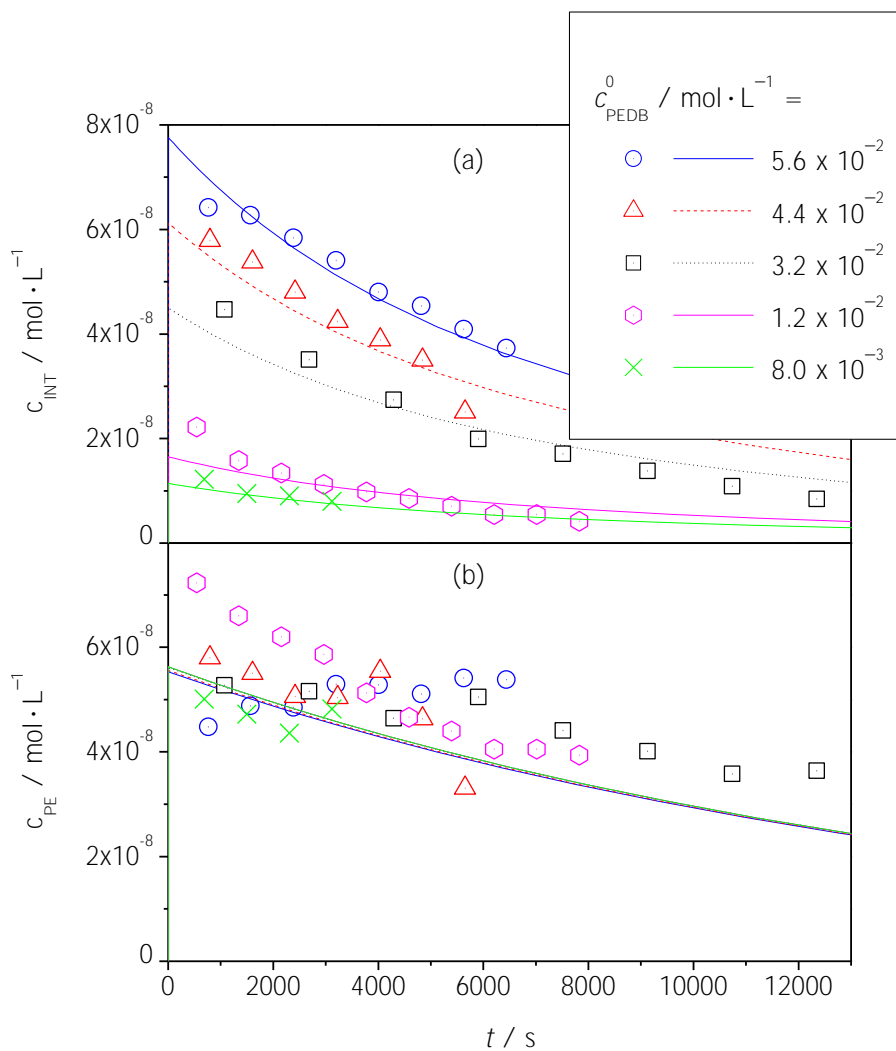 c⁰PEDB / mol·L⁻¹ =
5.6 x 10⁻²
4.4 x 10⁻²
3.2 x 10⁻²
1.2 x 10⁻²
8.0 x 10⁻³
(a)
8x10⁻⁸
6x10⁻⁸
4x10⁻⁸
2x10⁻⁸
0
c_INT / mol·L⁻¹
(b)
6x10⁻⁸
4x10⁻⁸
2x10⁻⁸
0
c_PE / mol·L⁻¹
0 2000 4000 6000 8000 10000 12000
t / s